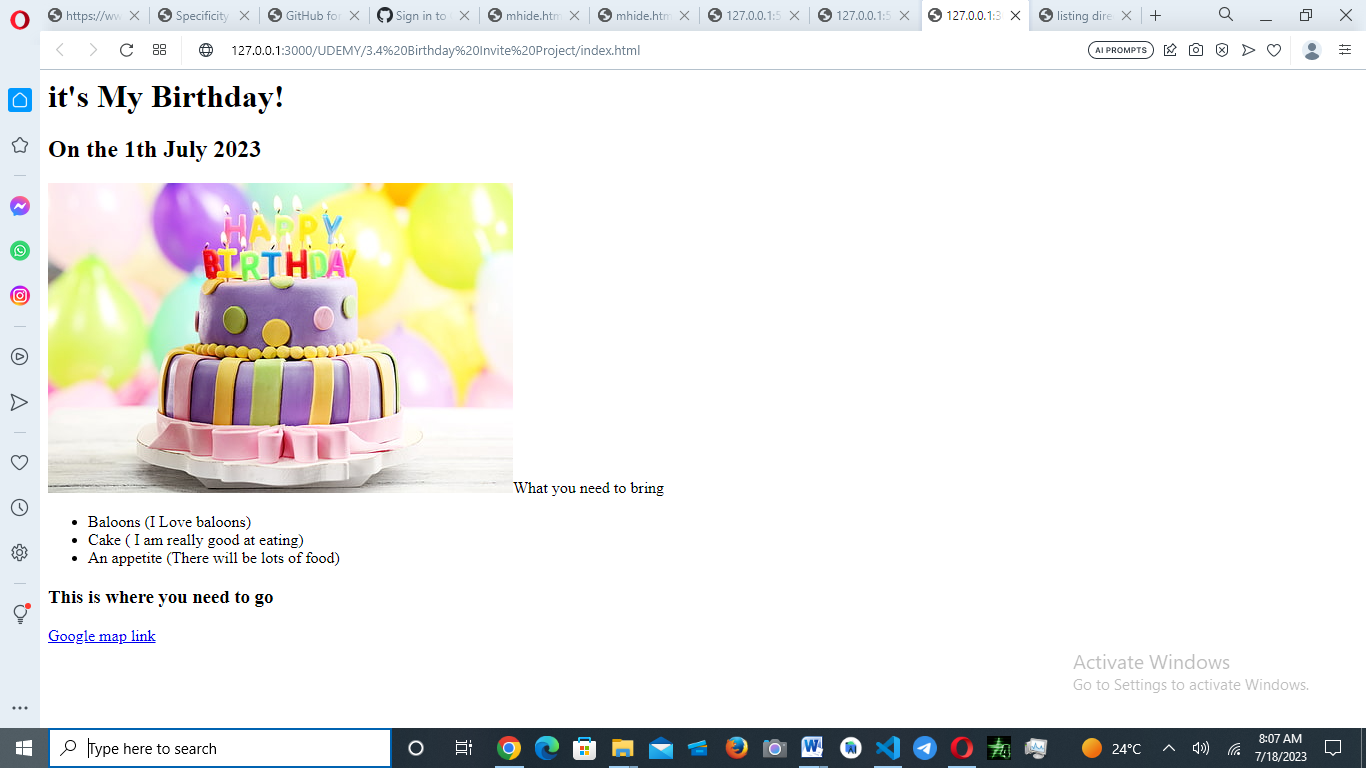 https://ww
Specificity
GitHub for
Sign in to
mhide.htm
mhide.htm
127.0.0.1:5
127.0.0.1:5
127.0.0.1:3
listing dire
127.0.0.1:3000/UDEMY/3.4%20Birthday%20Invite%20Project/index.html
AI PROMPTS
it's My Birthday!
On the 1th July 2023
HAPPY
BIRTHDAY
What you need to bring
Baloons (I Love baloons)
Cake ( I am really good at eating)
An appetite (There will be lots of food)
This is where you need to go
Google map link
Activate Windows
Go to Settings to activate Windows.
Type here to search
24°C
8:07 AM
7/18/2023